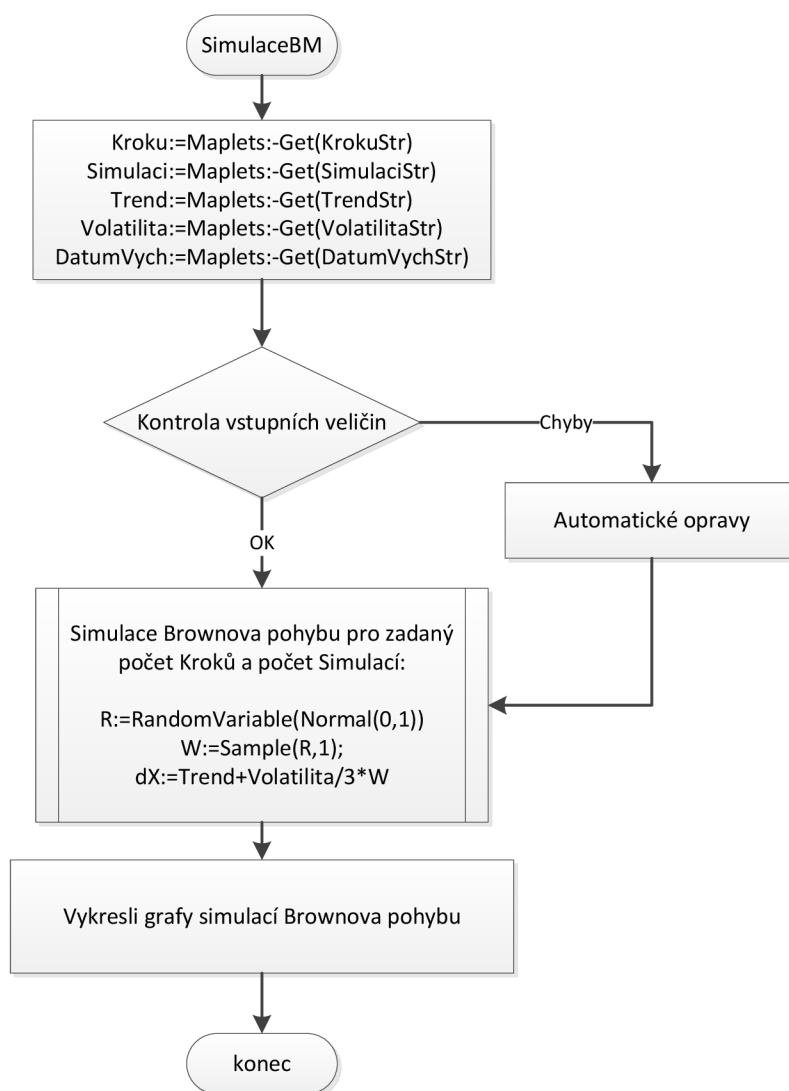 SimulaceBM
Kroku:=Maplets:-Get(KrokuStr)
Simulaci:=Maplets:-Get(SimulaciStr)
Trend:=Maplets:-Get(TrendStr)
Volatilita:=Maplets:-Get(VolatilitaStr)
DatumVych:=Maplets:-Get(DatumVychStr)
Kontrola vstupních veličin
Chyby
Automatické opravy
OK
Simulace Brownova pohybu pro zadaný
počet Kroků a počet Simulací:
R:=RandomVariable(Normal(0,1))
W:=Sample(R,1);
dX:=Trend+Volatilita/3*W
Vykresli grafy simulací Brownova pohybu
konec